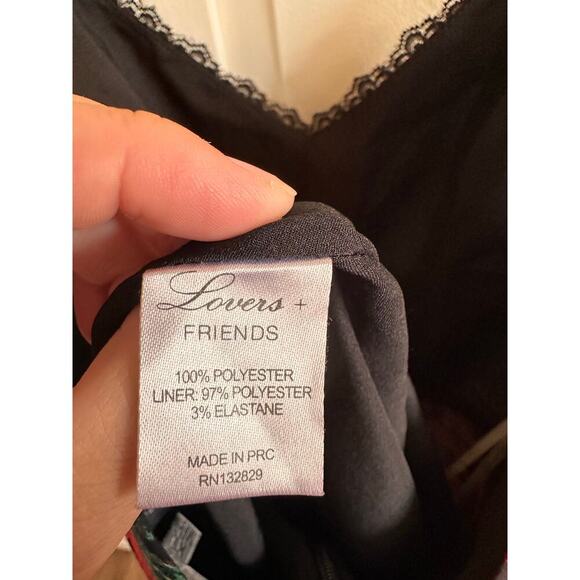 Lovers +
FRIENDS
100% POLYESTER
LINER: 97% POLYESTER
3% ELASTANE
MADE IN PRC
RN132829